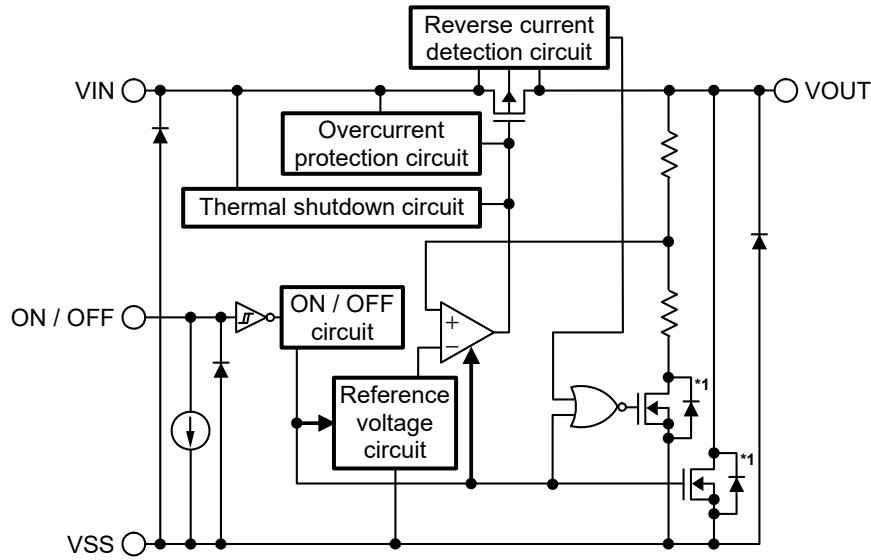 Reverse current
detection circuit
VIN
VOUT
Overcurrent
protection circuit
Thermal shutdown circuit
ON / OFF
ON / OFF
circuit
+
−
Reference
voltage
circuit
*1
*1
VSS